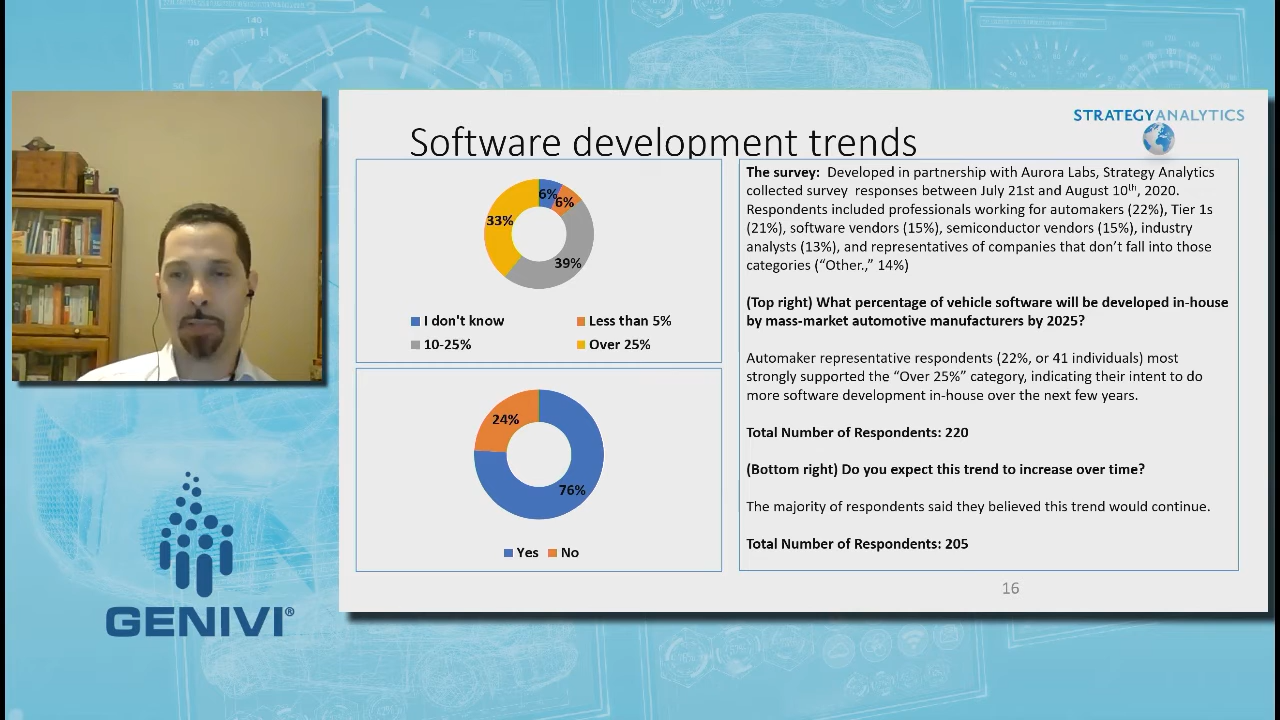 STRATEGYANALYTICS
Software development trends
6%
6%
33%
39%
I don't know
Less than 5%
10-25%
Over 25%
24%
76%
Yes
No
The survey: Developed in partnership with Aurora Labs, Strategy Analytics
collected survey responses between July 21st and August 10th, 2020.
Respondents included professionals working for automakers (22%), Tier 1s
(21%), software vendors (15%), semiconductor vendors (15%), industry
analysts (13%), and representatives of companies that don't fall into those
categories ("Other.," 14%)
(Top right) What percentage of vehicle software will be developed in-house
by mass-market automotive manufacturers by 2025?
Automaker representative respondents (22%, or 41 individuals) most
strongly supported the "Over 25%" category, indicating their intent to do
more software development in-house over the next few years.
Total Number of Respondents: 220
(Bottom right) Do you expect this trend to increase over time?
The majority of respondents said they believed this trend would continue.
Total Number of Respondents: 205
16
GENIVI®